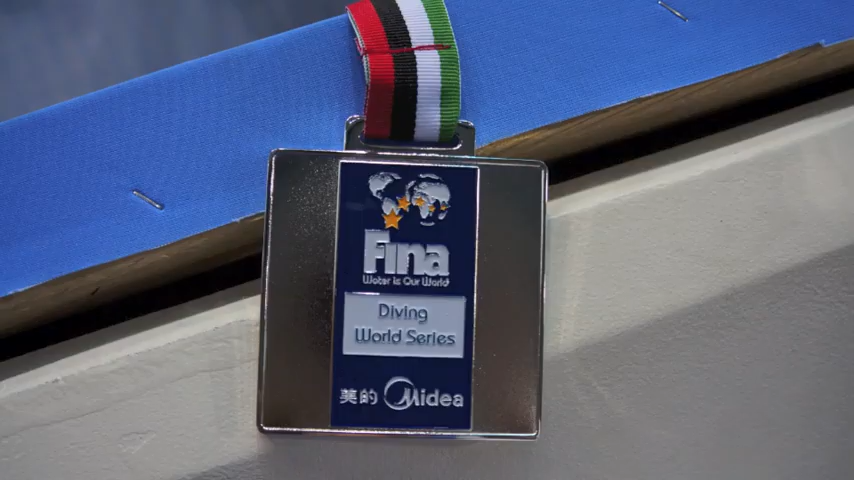 Fina
Water is Our World
Diving
World Series
美的 Midea